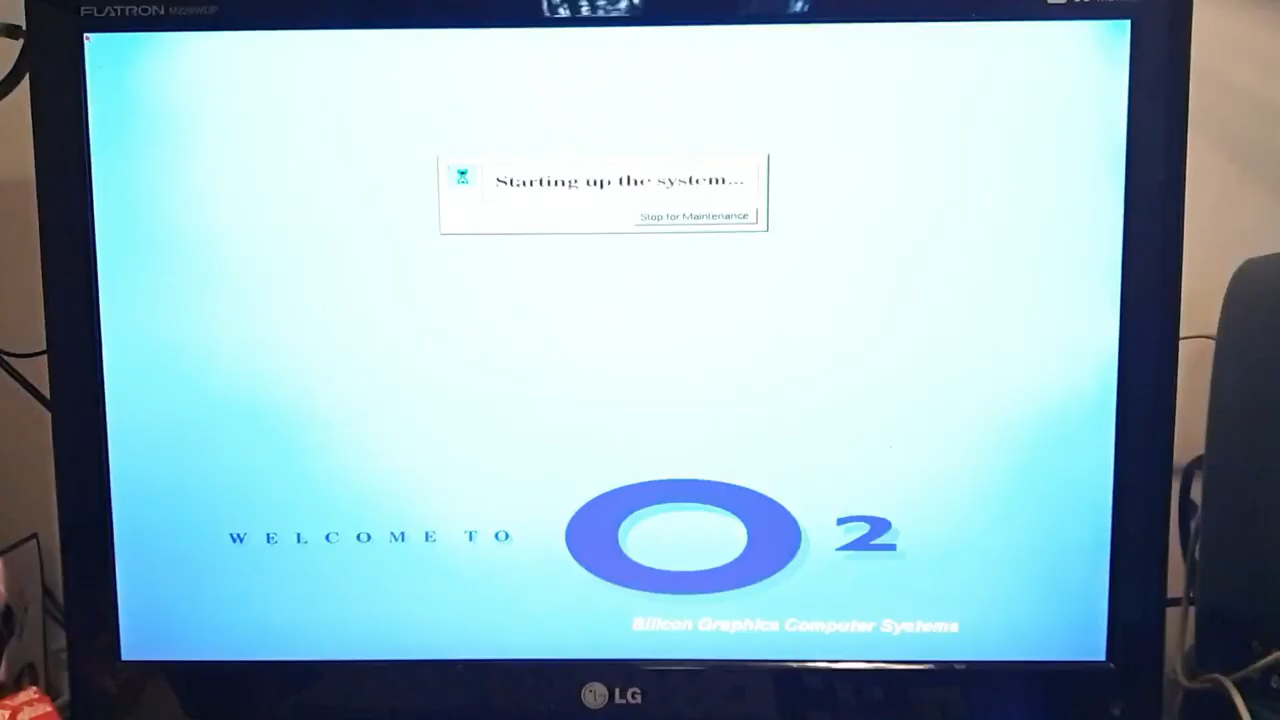 FLATRON
Starting up the system...
Stop for Maintenance
WELCOME TO O2
Silicon Graphics Computer Systems
LG